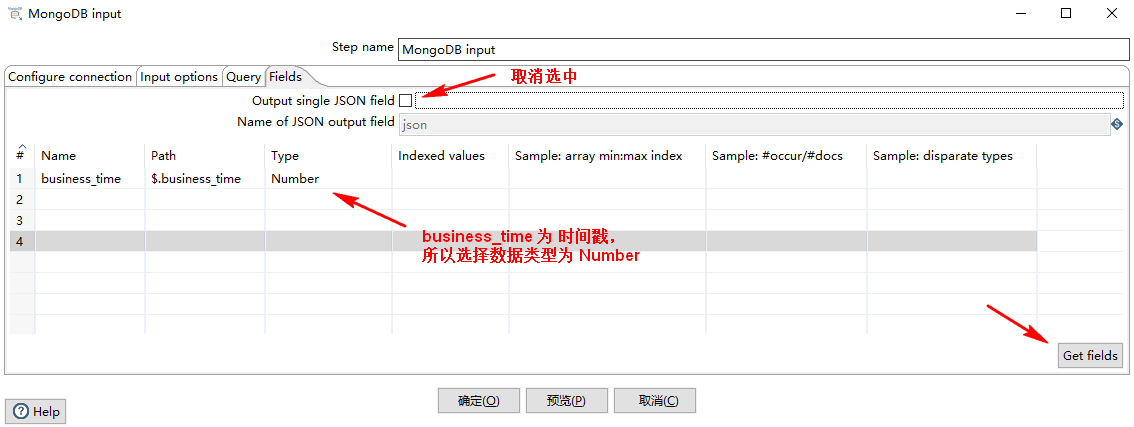 MongoDB input
Step name MongoDB input
Configure connection Input options Query Fields
取消选中
Output single JSON field
Name of JSON output field json
# Name Path Type Indexed values Sample: array min:max index Sample: #occur/#docs Sample: disparate types
1 business_time $.business_time Number
2
3
4
business_time 为 时间戳，
所以选择数据类型为 Number
Get fields
确定(O) 预览(P) 取消(C)
Help